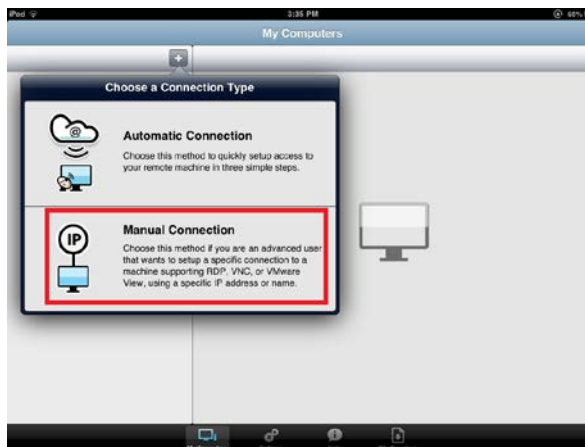 iPod
3:35 PM
My Computers
+
Choose a Connection Type
@
Automatic Connection
Choose this method to quickly setup access to
your remote machine in three simple steps.
IP
Manual Connection
Choose this method if you are an advanced user
that wants to setup a specific connection to a
machine supporting RDP, VNC, or VMware
View, using a specific IP address or name.